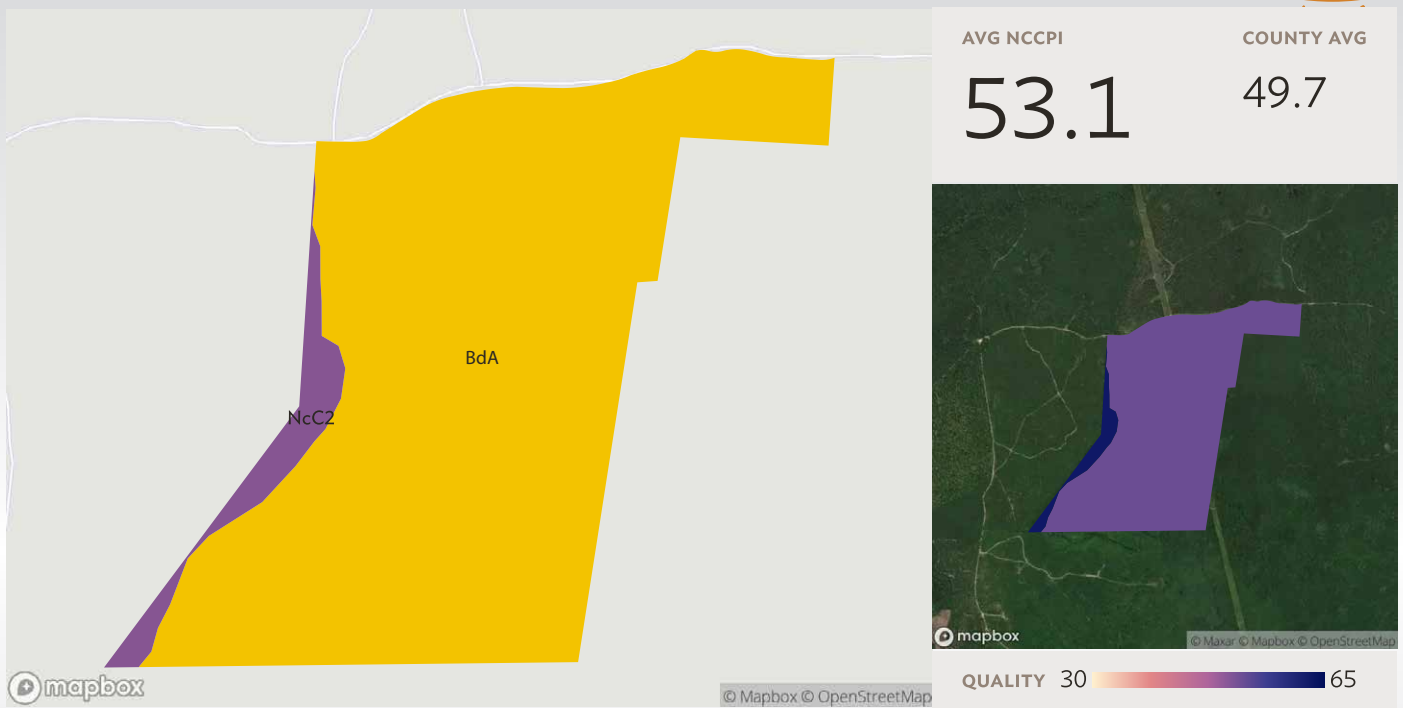 AVG NCCPI
COUNTY AVG
53.1
49.7
BdA
NcC2
mapbox
© Mapbox © OpenStreetMap
mapbox
© Maxar © Mapbox © OpenStreetMap
QUALITY 30 65